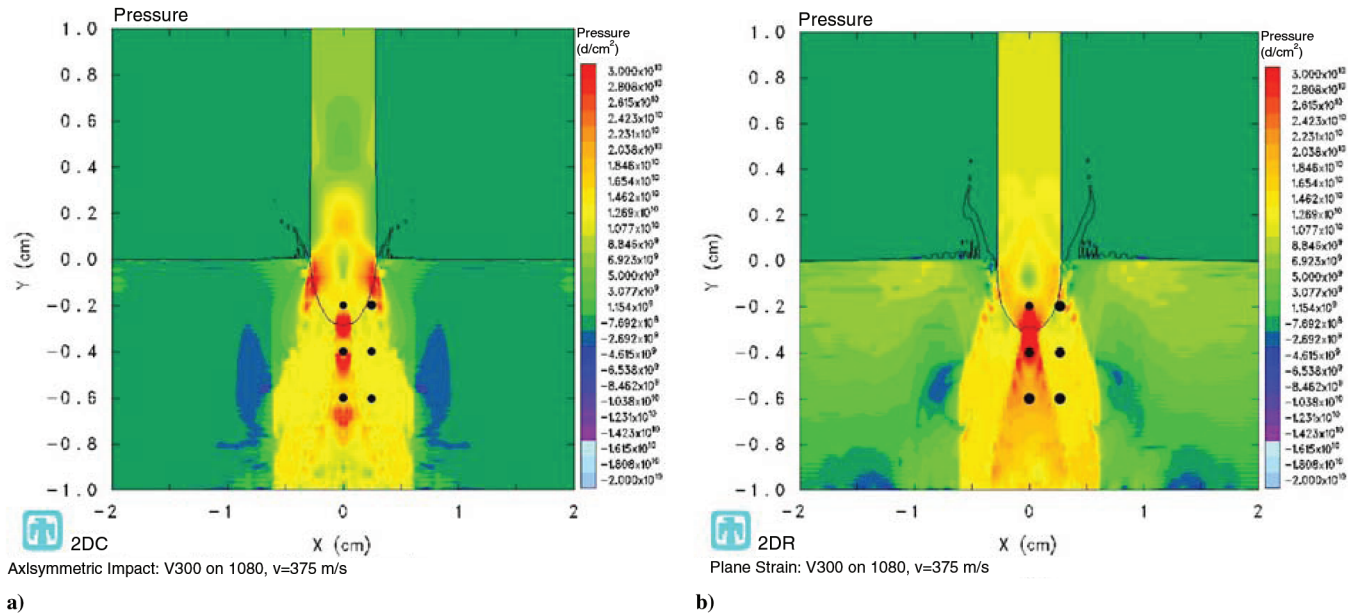 Pressure
Pressure
(d/cm²)
1.0
0.8
0.6
0.4
0.2
0.0
−0.2
−0.4
−0.6
−0.8
−1.0
Y (cm)
−2
−1
0
1
2
X (cm)
3.000x10¹⁰
2.808x10¹⁰
2.615x10¹⁰
2.423x10¹⁰
2.231x10¹⁰
2.038x10¹⁰
1.846x10¹⁰
1.654x10¹⁰
1.462x10¹⁰
1.269x10¹⁰
1.077x10¹⁰
8.846x10⁹
6.923x10⁹
5.000x10⁹
3.077x10⁹
1.154x10⁹
−7.692x10⁸
−2.692x10⁹
−4.615x10⁹
−6.538x10⁹
−8.462x10⁹
−1.038x10¹⁰
−1.231x10¹⁰
−1.423x10¹⁰
−1.615x10¹⁰
−1.808x10¹⁰
−2.000x10¹⁰
2DC
Axlsymmetric Impact: V300 on 1080, v=375 m/s
a)
Pressure
Pressure
(d/cm²)
1.0
0.8
0.6
0.4
0.2
0.0
−0.2
−0.4
−0.6
−0.8
−1.0
Y (cm)
−2
−1
0
1
2
X (cm)
3.000x10¹⁰
2.808x10¹⁰
2.615x10¹⁰
2.423x10¹⁰
2.231x10¹⁰
2.038x10¹⁰
1.846x10¹⁰
1.654x10¹⁰
1.462x10¹⁰
1.269x10¹⁰
1.077x10¹⁰
8.846x10⁹
6.923x10⁹
5.000x10⁹
3.077x10⁹
1.154x10⁹
−7.692x10⁸
−2.692x10⁹
−4.615x10⁹
−6.538x10⁹
−8.462x10⁹
−1.038x10¹⁰
−1.231x10¹⁰
−1.423x10¹⁰
−1.615x10¹⁰
−1.808x10¹⁰
−2.000x10¹⁰
2DR
Plane Strain: V300 on 1080, v=375 m/s
b)